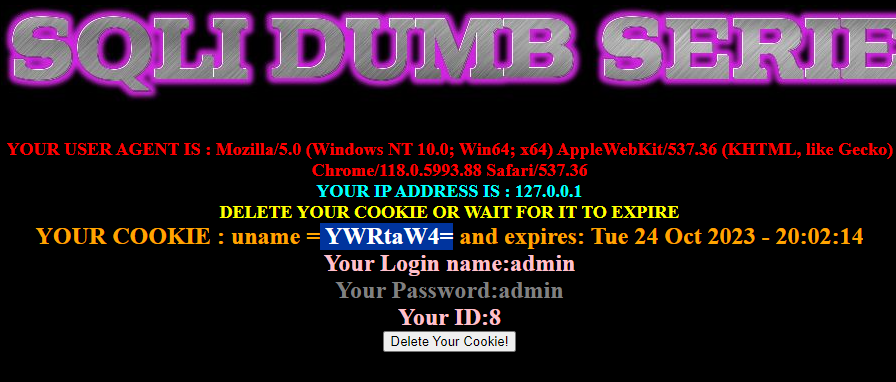 SQLI DUMB SERIE
YOUR USER AGENT IS : Mozilla/5.0 (Windows NT 10.0; Win64; x64) AppleWebKit/537.36 (KHTML, like Gecko)
Chrome/118.0.5993.88 Safari/537.36
YOUR IP ADDRESS IS : 127.0.0.1
DELETE YOUR COOKIE OR WAIT FOR IT TO EXPIRE
YOUR COOKIE : uname = YWRtaW4= and expires: Tue 24 Oct 2023 - 20:02:14
Your Login name:admin
Your Password:admin
Your ID:8
Delete Your Cookie!